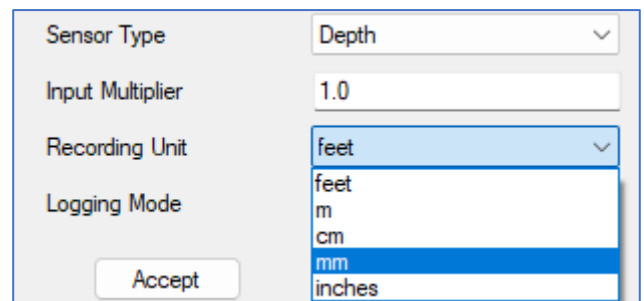 Sensor Type Depth
Input Multiplier 1.0
Recording Unit feet
feet
Logging Mode m
cm
mm
Accept inches